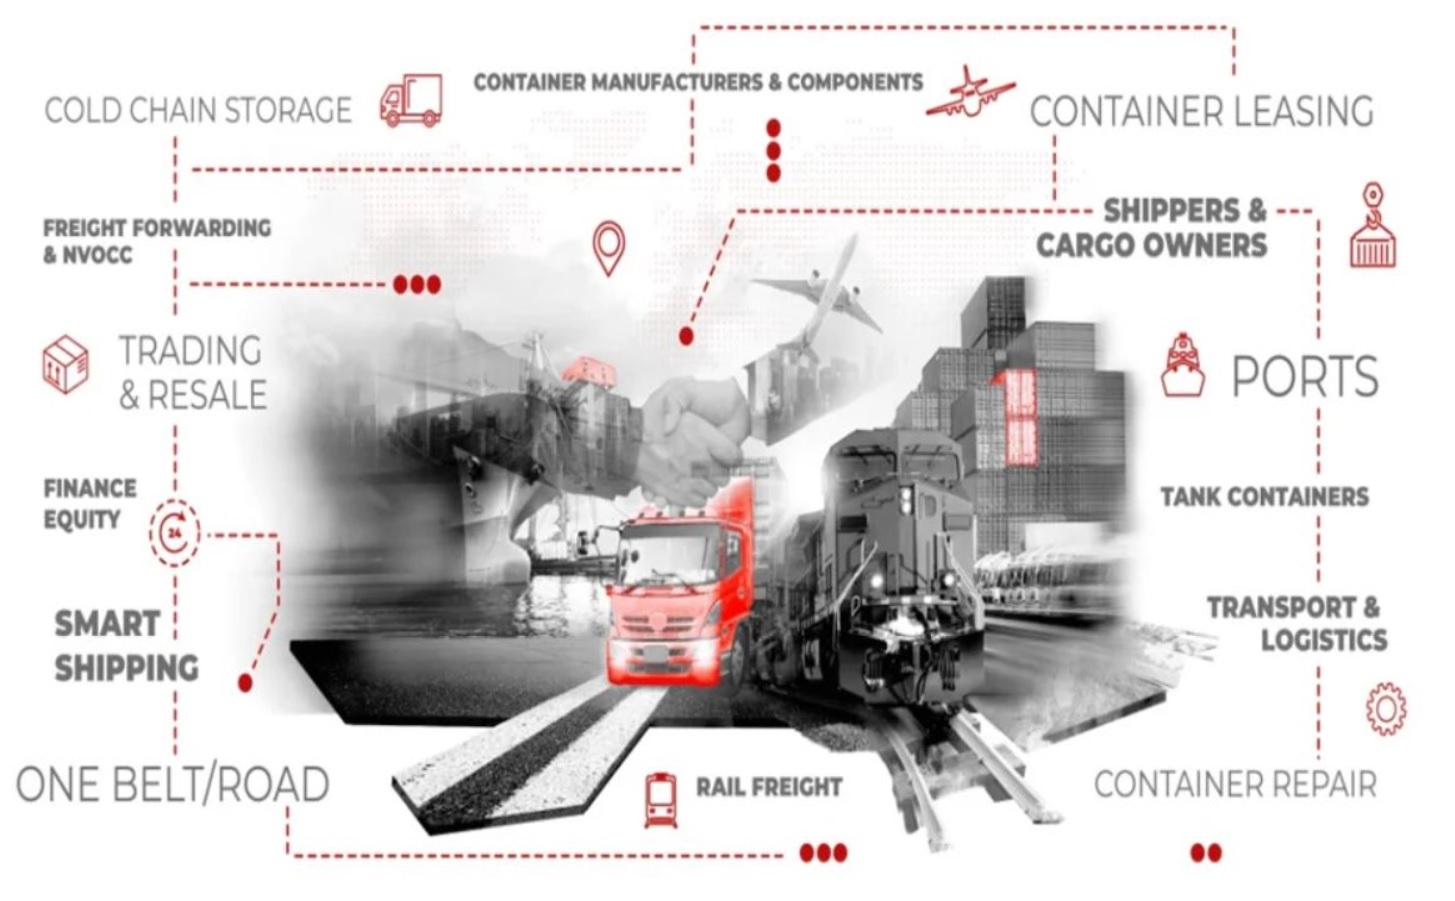 CONTAINER MANUFACTURERS & COMPONENTS
COLD CHAIN STORAGE
CONTAINER LEASING
FREIGHT FORWARDING
& NVOCC
SHIPPERS &
CARGO OWNERS
TRADING
& RESALE
PORTS
FINANCE
EQUITY
24
TANK CONTAINERS
SMART
SHIPPING
TRANSPORT &
LOGISTICS
ONE BELT/ROAD
RAIL FREIGHT
CONTAINER REPAIR